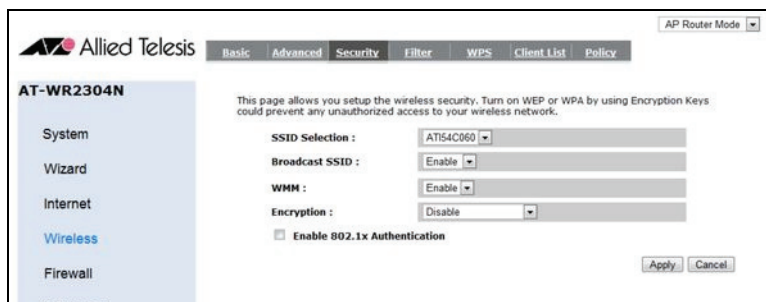 AP Router Mode
Allied Telesis
Basic Advanced Security Filter WPS Client List Policy
AT-WR2304N
System
Wizard
Internet
Wireless
Firewall
This page allows you setup the wireless security. Turn on WEP or WPA by using Encryption Keys
could prevent any unauthorized access to your wireless network.
SSID Selection : ATI54C060
Broadcast SSID : Enable
WMM : Enable
Encryption : Disable
Enable 802.1x Authentication
Apply Cancel